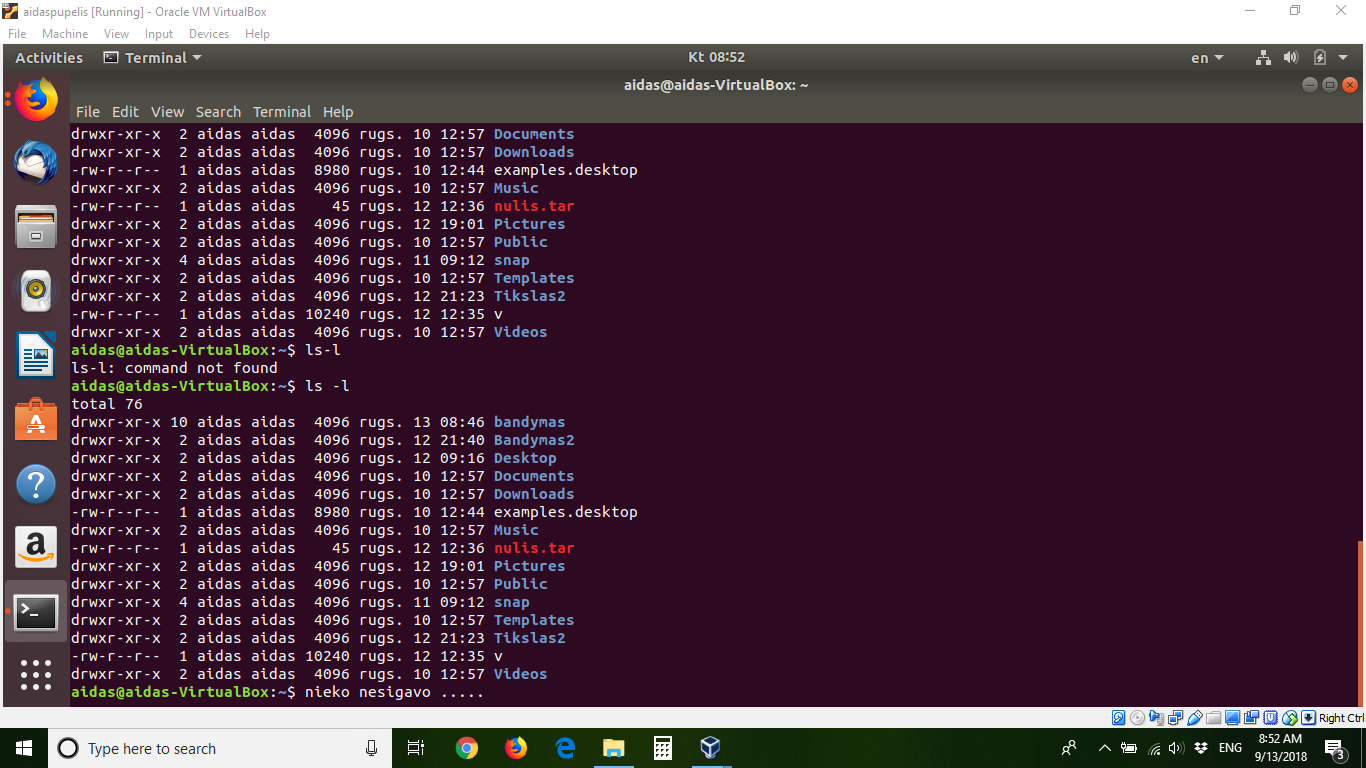 aidaspupelis [Running] - Oracle VM VirtualBox
File Machine View Input Devices Help
Activities Terminal Kt 08:52 en
aidas@aidas-VirtualBox: ~
File Edit View Search Terminal Help
drwxr-xr-x  2 aidas aidas  4096 rugs. 10 12:57 Documents
drwxr-xr-x  2 aidas aidas  4096 rugs. 10 12:57 Downloads
-rw-r--r--  1 aidas aidas  8980 rugs. 10 12:44 examples.desktop
drwxr-xr-x  2 aidas aidas  4096 rugs. 10 12:57 Music
-rw-r--r--  1 aidas aidas    45 rugs. 12 12:36 nulis.tar
drwxr-xr-x  2 aidas aidas  4096 rugs. 12 19:01 Pictures
drwxr-xr-x  2 aidas aidas  4096 rugs. 10 12:57 Public
drwxr-xr-x  4 aidas aidas  4096 rugs. 11 09:12 snap
drwxr-xr-x  2 aidas aidas  4096 rugs. 10 12:57 Templates
drwxr-xr-x  2 aidas aidas  4096 rugs. 12 21:23 Tikslas2
-rw-r--r--  1 aidas aidas 10240 rugs. 12 12:35 v
drwxr-xr-x  2 aidas aidas  4096 rugs. 10 12:57 Videos
aidas@aidas-VirtualBox:~$ ls-l
ls-l: command not found
aidas@aidas-VirtualBox:~$ ls -l
total 76
drwxr-xr-x 10 aidas aidas  4096 rugs. 13 08:46 bandymas
drwxr-xr-x  2 aidas aidas  4096 rugs. 12 21:40 Bandymas2
drwxr-xr-x  2 aidas aidas  4096 rugs. 12 09:16 Desktop
drwxr-xr-x  2 aidas aidas  4096 rugs. 10 12:57 Documents
drwxr-xr-x  2 aidas aidas  4096 rugs. 10 12:57 Downloads
-rw-r--r--  1 aidas aidas  8980 rugs. 10 12:44 examples.desktop
drwxr-xr-x  2 aidas aidas  4096 rugs. 10 12:57 Music
-rw-r--r--  1 aidas aidas    45 rugs. 12 12:36 nulis.tar
drwxr-xr-x  2 aidas aidas  4096 rugs. 12 19:01 Pictures
drwxr-xr-x  2 aidas aidas  4096 rugs. 10 12:57 Public
drwxr-xr-x  4 aidas aidas  4096 rugs. 11 09:12 snap
drwxr-xr-x  2 aidas aidas  4096 rugs. 10 12:57 Templates
drwxr-xr-x  2 aidas aidas  4096 rugs. 12 21:23 Tikslas2
-rw-r--r--  1 aidas aidas 10240 rugs. 12 12:35 v
drwxr-xr-x  2 aidas aidas  4096 rugs. 10 12:57 Videos
aidas@aidas-VirtualBox:~$ nieko nesigavo .....
Right Ctrl
Type here to search
ENG
8:52 AM
9/13/2018
3